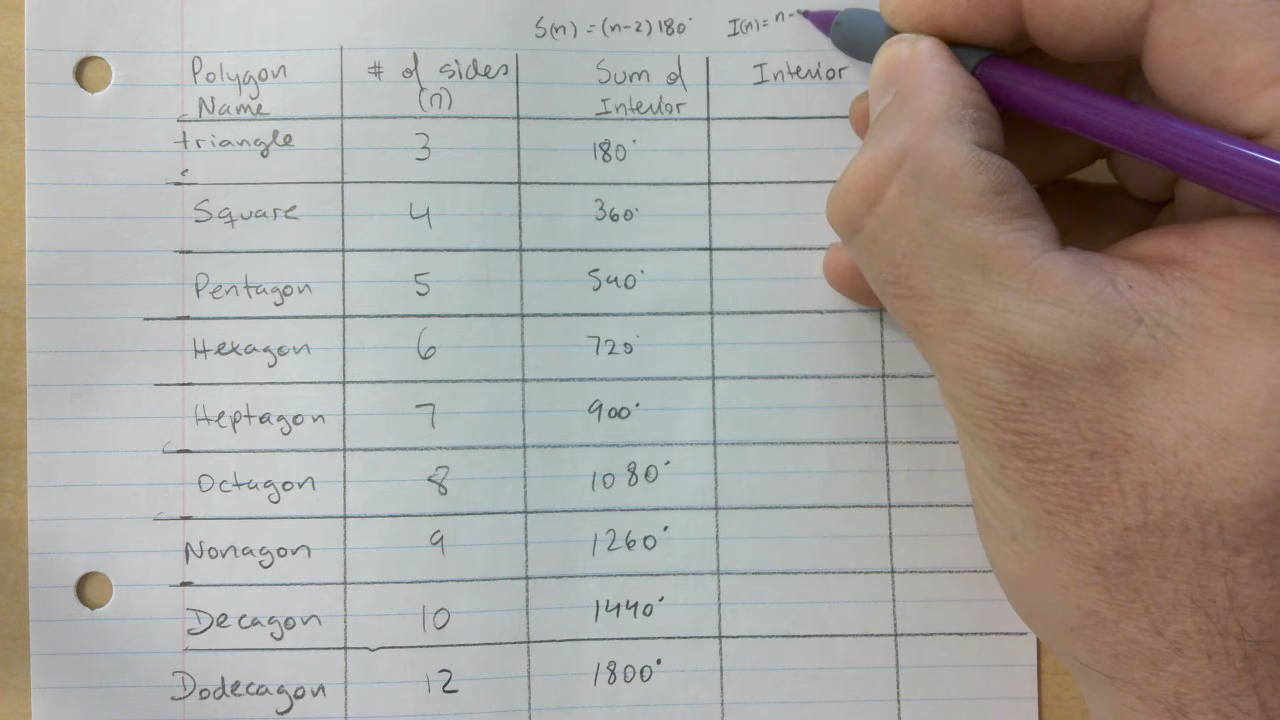 S(n) = (n-2) 180° I(n) = n-
Polygon Name # of sides (n) Sum of Interior Interior
triangle 3 180°
Square 4 360°
Pentagon 5 540°
Hexagon 6 720°
Heptagon 7 900°
Octagon 8 1080°
Nonagon 9 1260°
Decagon 10 1440°
Dodecagon 12 1800°